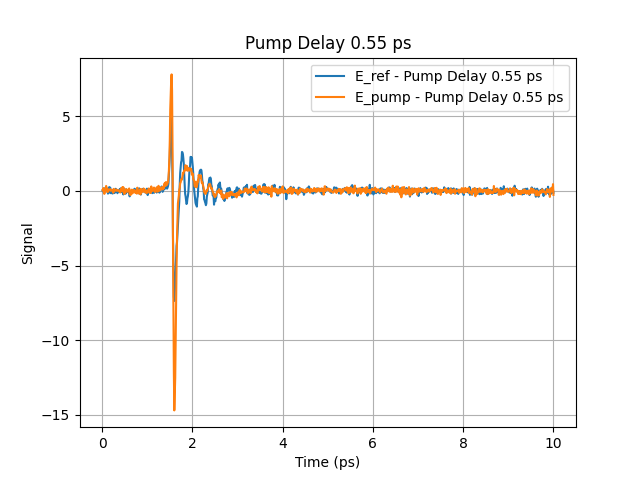 Pump Delay 0.55 ps
E_ref - Pump Delay 0.55 ps
E_pump - Pump Delay 0.55 ps
Signal
5
0
−5
−10
−15
0 2 4 6 8 10
Time (ps)